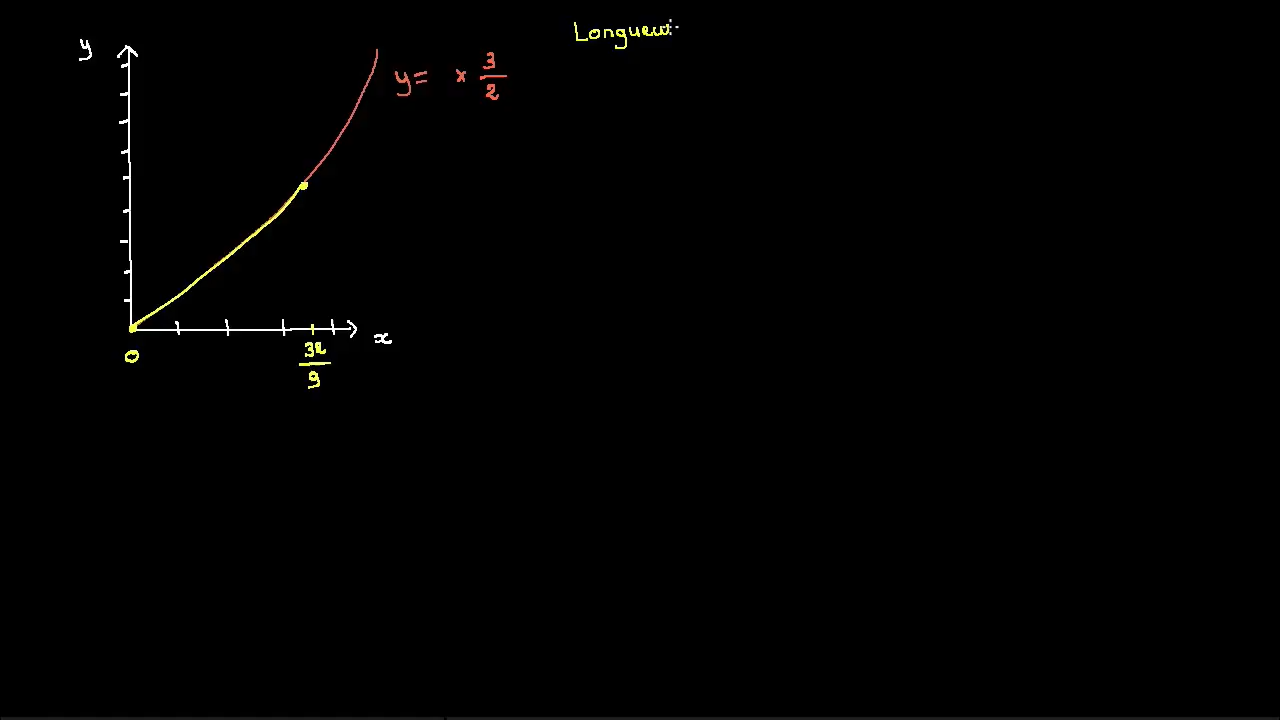 Longueur:
y
y = x 3/2
x
0
32/9